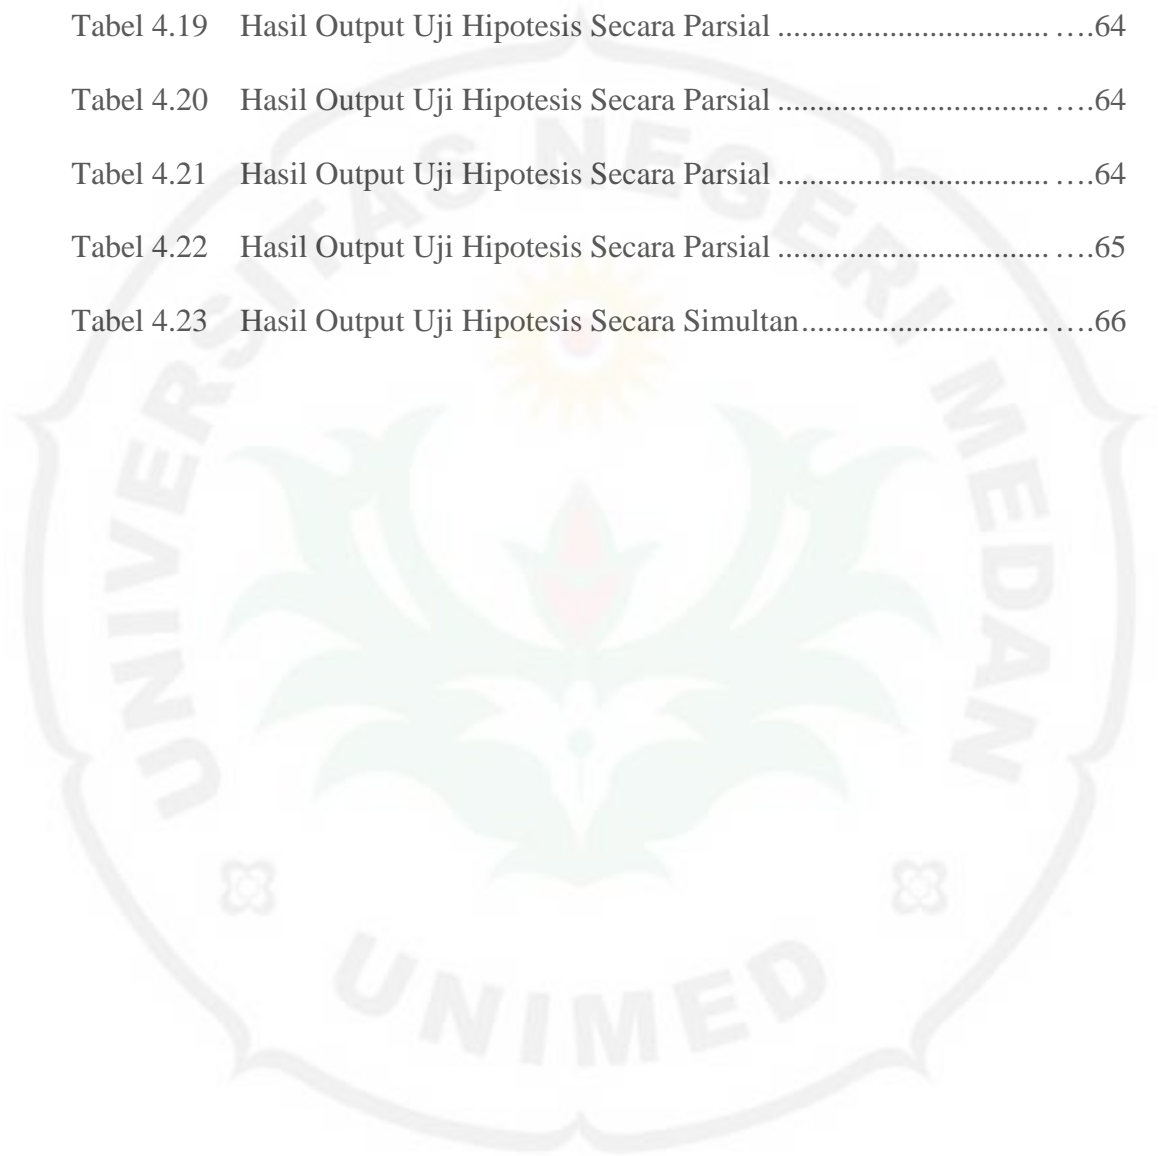 Tabel 4.19 Hasil Output Uji Hipotesis Secara Parsial .............................. ….64
Tabel 4.20 Hasil Output Uji Hipotesis Secara Parsial .............................. ….64
Tabel 4.21 Hasil Output Uji Hipotesis Secara Parsial .............................. ….64
Tabel 4.22 Hasil Output Uji Hipotesis Secara Parsial .............................. ….65
Tabel 4.23 Hasil Output Uji Hipotesis Secara Simultan........................... ….66
UNIVERSITAS NEGERI MEDAN
UNIMED